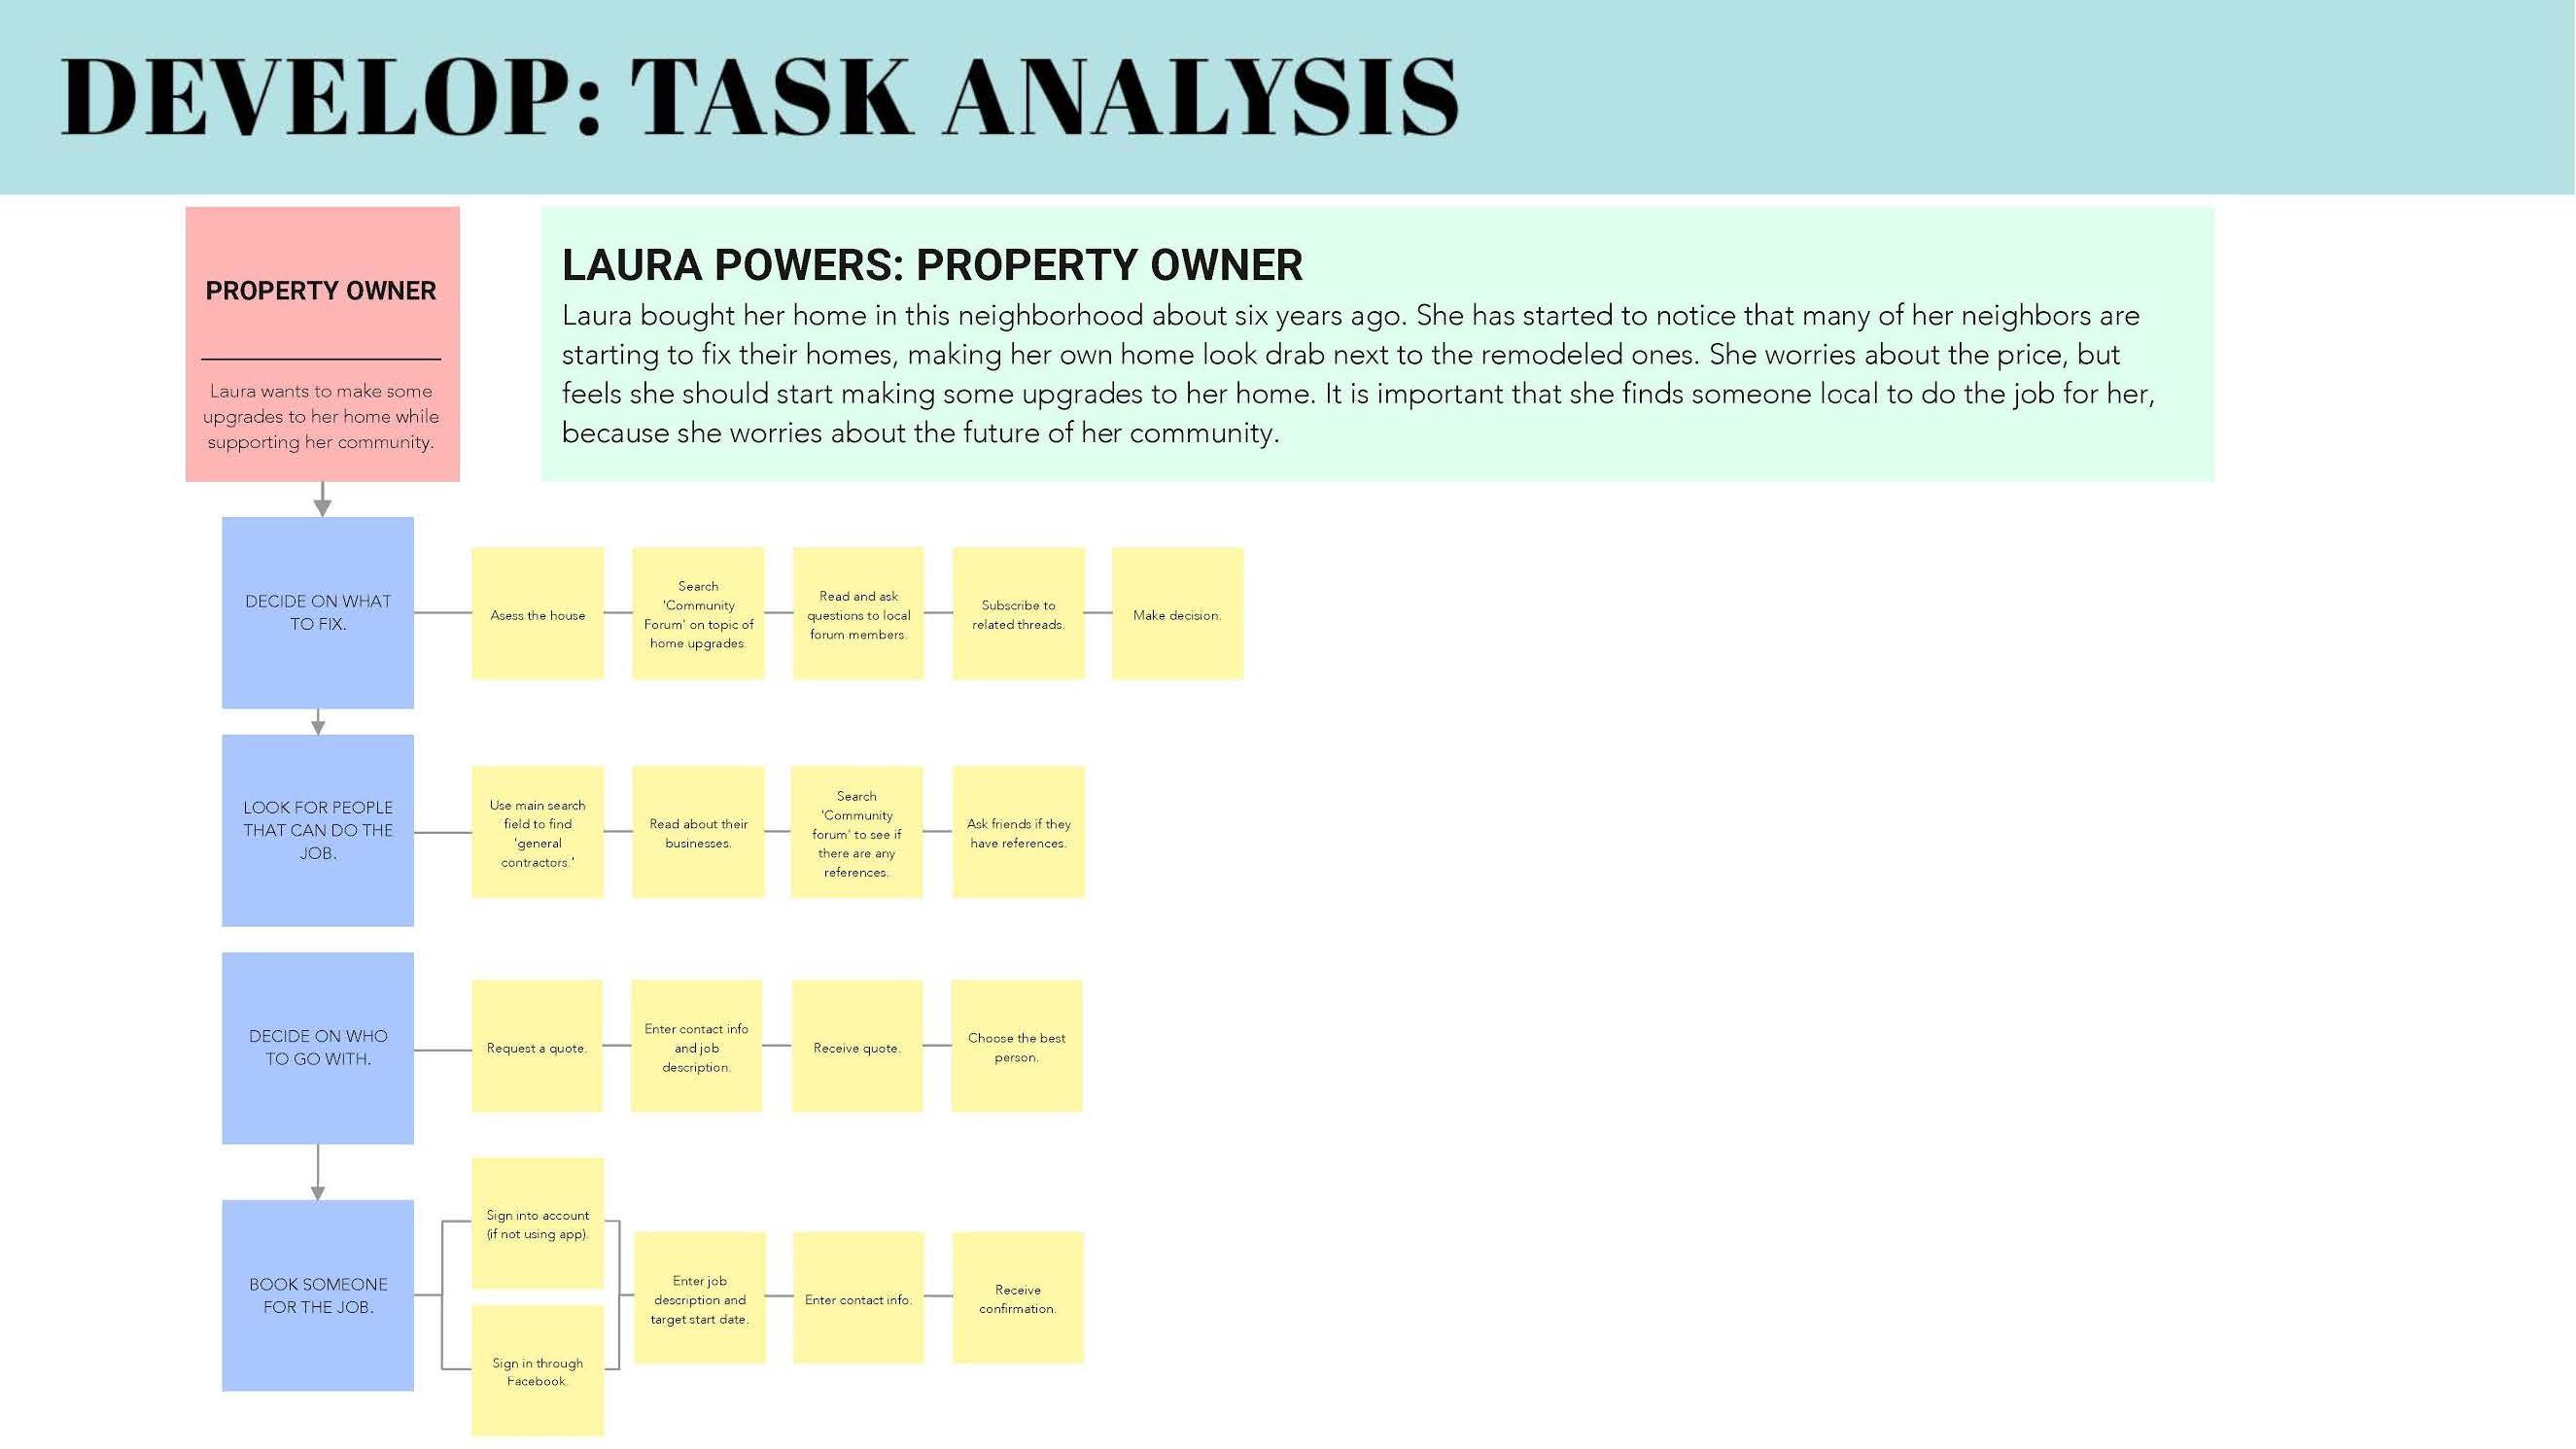 DEVELOP: TASK ANALYSIS
PROPERTY OWNER
Laura wants to make some
upgrades to her home while
supporting her community.
LAURA POWERS: PROPERTY OWNER
Laura bought her home in this neighborhood about six years ago. She has started to notice that many of her neighbors are
starting to fix their homes, making her own home look drab next to the remodeled ones. She worries about the price, but
feels she should start making some upgrades to her home. It is important that she finds someone local to do the job for her,
because she worries about the future of her community.
DECIDE ON WHAT
TO FIX.
Asess the house
Search
'Community
Forum' on topic of
home upgrades.
Read and ask
questions to local
forum members.
Subscribe to
related threads.
Make decision.
LOOK FOR PEOPLE
THAT CAN DO THE
JOB.
Use main search
field to find
'general
contractors.'
Read about their
businesses.
Search
'Community
forum' to see if
there are any
references.
Ask friends if they
have references.
DECIDE ON WHO
TO GO WITH.
Request a quote.
Enter contact info
and job
description.
Receive quote.
Choose the best
person.
BOOK SOMEONE
FOR THE JOB.
Sign into account
(if not using app).
Sign in through
Facebook.
Enter job
description and
target start date.
Enter contact info.
Receive
confirmation.